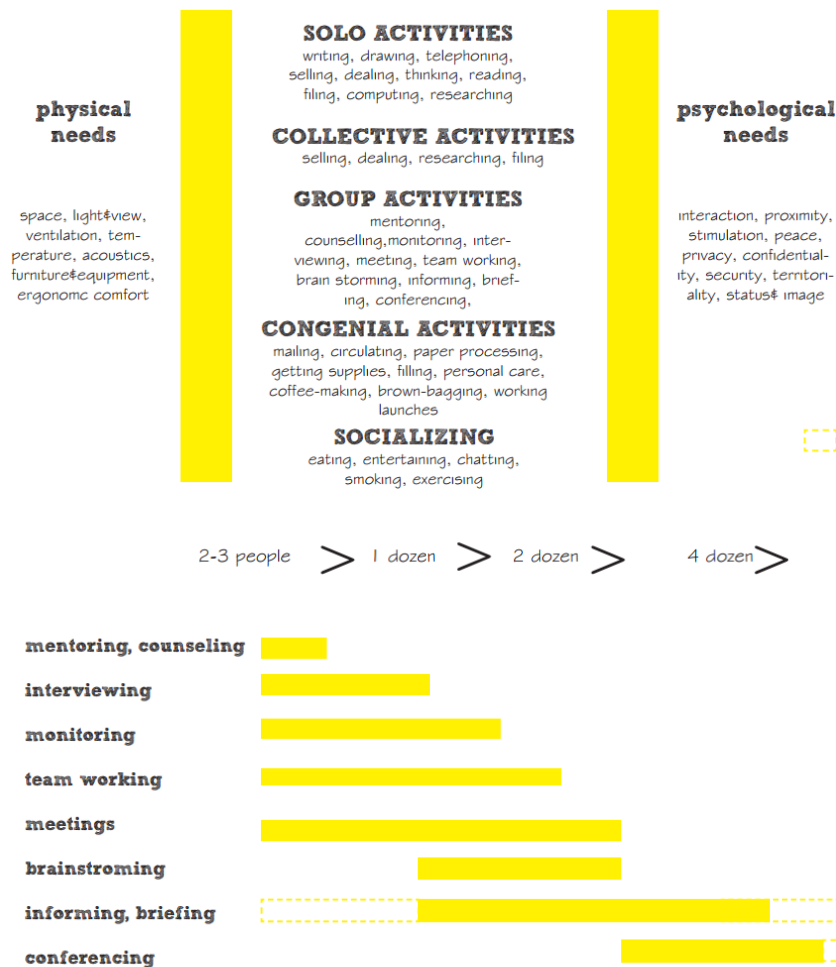 SOLO ACTIVITIES
writing, drawing, telephoning,
selling, dealing, thinking, reading,
filing, computing, researching
physical
needs
psychological
needs
COLLECTIVE ACTIVITIES
selling, dealing, researching, filing
GROUP ACTIVITIES
mentoring,
counselling,monitoring, inter-
viewing, meeting, team working,
brain storming, informing, brief-
ing, conferencing,
space, light&view,
ventilation, tem-
perature, acoustics,
furniture&equipment,
ergonomc comfort
interaction, proximity,
stimulation, peace,
privacy, confidential-
ity, security, territori-
ality, status& image
CONGENIAL ACTIVITIES
mailing, circulating, paper processing,
getting supplies, filling, personal care,
coffee-making, brown-bagging, working
launches
SOCIALIZING
eating, entertaining, chatting,
smoking, exercising
2-3 people > 1 dozen > 2 dozen > 4 dozen >
mentoring, counseling
interviewing
monitoring
team working
meetings
brainstroming
informing, briefing
conferencing